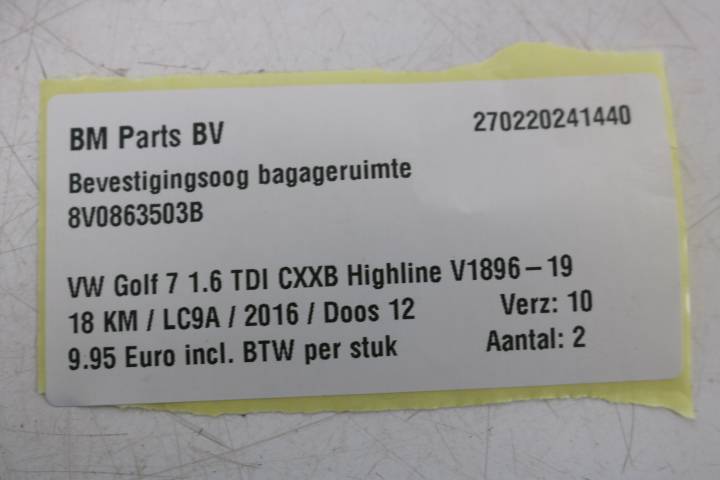 BM Parts BV 270220241440
Bevestigingsoog bagageruimte
8V0863503B
VW Golf 7 1.6 TDI CXXB Highline V1896-19
18 KM / LC9A / 2016 / Doos 12 Verz: 10
9.95 Euro incl. BTW per stuk Aantal: 2